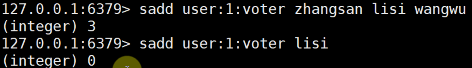 127.0.0.1:6379> sadd user:1:voter zhangsan lisi wangwu
(integer) 3
127.0.0.1:6379> sadd user:1:voter lisi
(integer) 0